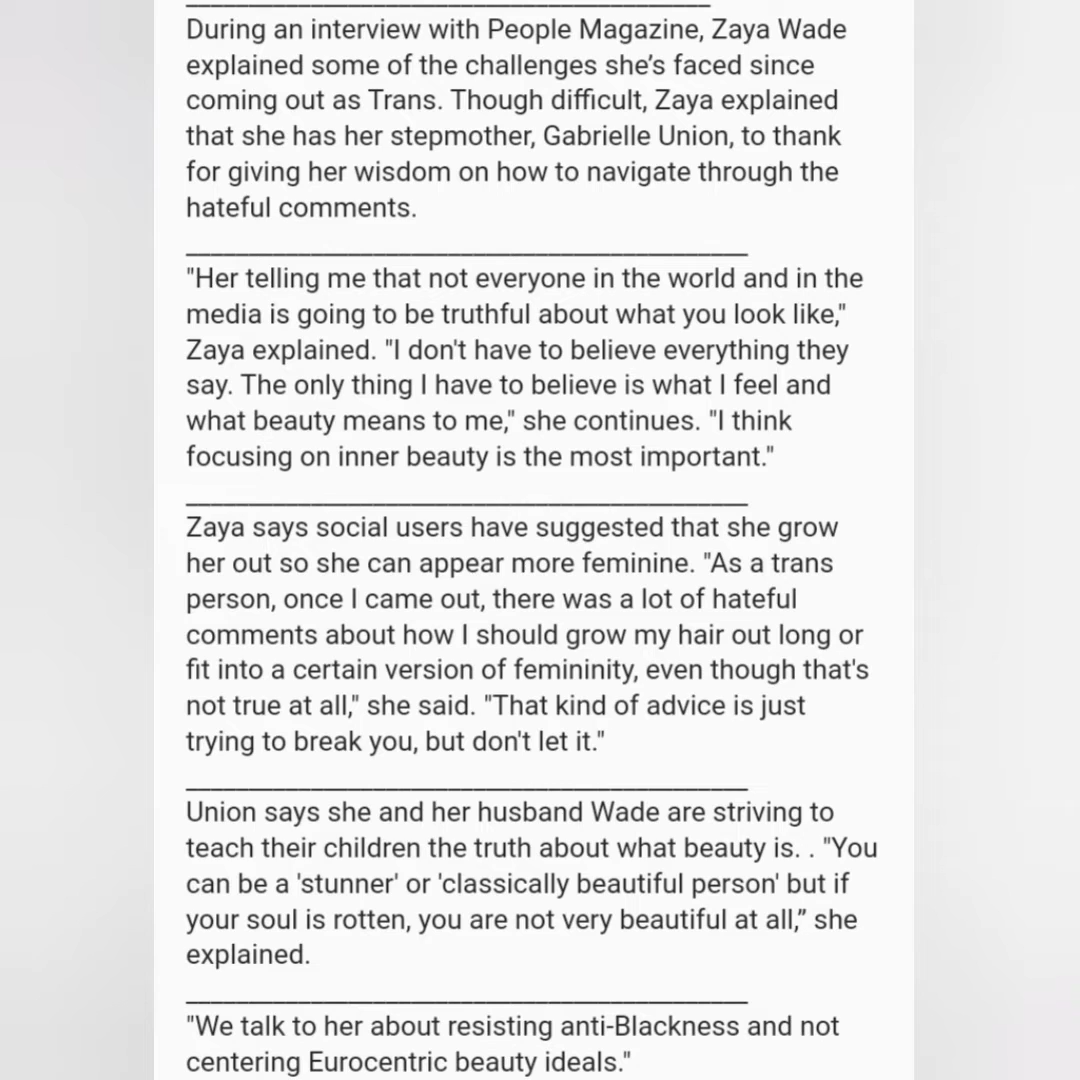 During an interview with People Magazine, Zaya Wade
explained some of the challenges she’s faced since
coming out as Trans. Though difficult, Zaya explained
that she has her stepmother, Gabrielle Union, to thank
for giving her wisdom on how to navigate through the
hateful comments.
"Her telling me that not everyone in the world and in the
media is going to be truthful about what you look like,"
Zaya explained. "I don't have to believe everything they
say. The only thing I have to believe is what I feel and
what beauty means to me," she continues. "I think
focusing on inner beauty is the most important."
Zaya says social users have suggested that she grow
her out so she can appear more feminine. "As a trans
person, once I came out, there was a lot of hateful
comments about how I should grow my hair out long or
fit into a certain version of femininity, even though that's
not true at all," she said. "That kind of advice is just
trying to break you, but don't let it."
Union says she and her husband Wade are striving to
teach their children the truth about what beauty is. . "You
can be a 'stunner' or 'classically beautiful person' but if
your soul is rotten, you are not very beautiful at all,” she
explained.
"We talk to her about resisting anti-Blackness and not
centering Eurocentric beauty ideals."